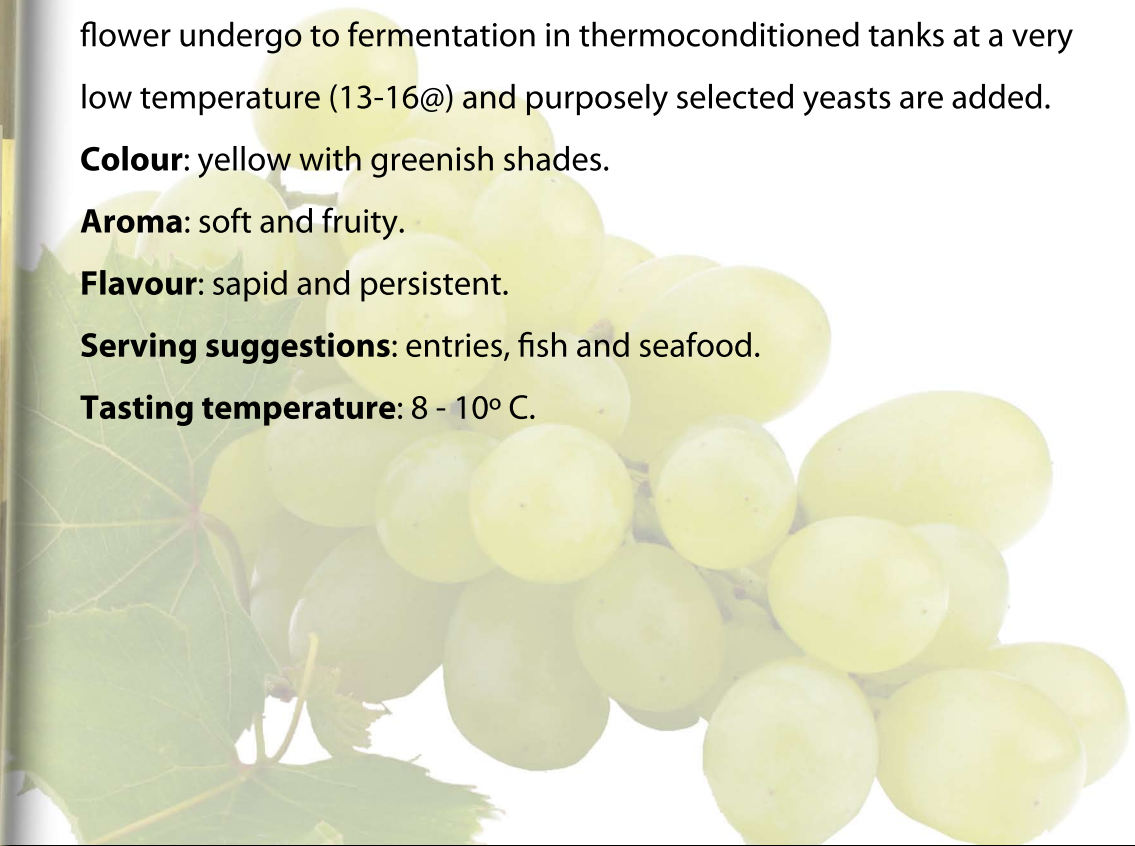 flower undergo to fermentation in thermoconditioned tanks at a very
low temperature (13-16@) and purposely selected yeasts are added.
Colour: yellow with greenish shades.
Aroma: soft and fruity.
Flavour: sapid and persistent.
Serving suggestions: entries, fish and seafood.
Tasting temperature: 8 - 10º C.